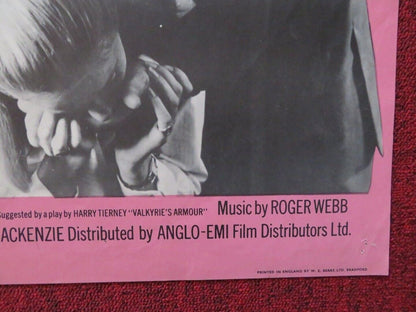 Suggested by a play by HARRY TIERNEY "VALKYRIE'S ARMOUR" Music by ROGER WEBB
ACKENZIE Distributed by ANGLO-EMI Film Distributors Ltd.
PRINTED IN ENGLAND BY W. E. BERRY LTD. BRADFORD